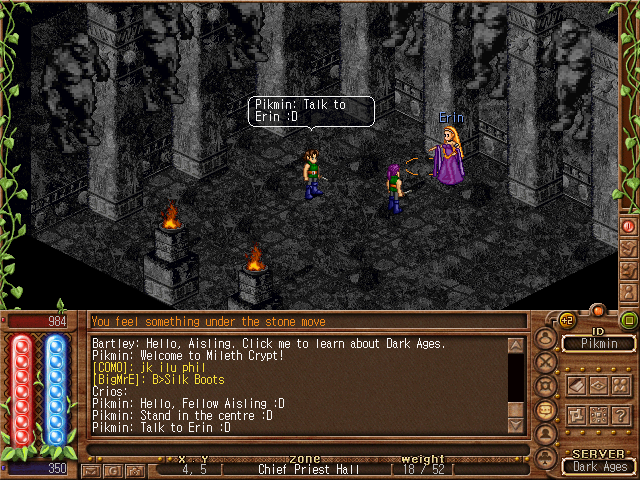 Pikmin: Talk to
Erin :D
Erin
984
You feel something under the stone move
+2
ID
Pikmin
Bartley: Hello, Aisling. Click me to learn about Dark Ages.
Pikmin: Welcome to Mileth Crypt!
[COMO]: jk ilu phil
[BigMrE]: B>Silk Boots
Crios:
Pikmin: Hello, Fellow Aisling :D
Pikmin: Stand in the centre :D
Pikmin: Talk to Erin :D
?
350
G
x . y zone weight
4, 5 [ Chief Priest Hall [ 18 / 52 [
SERVER
Dark Ages